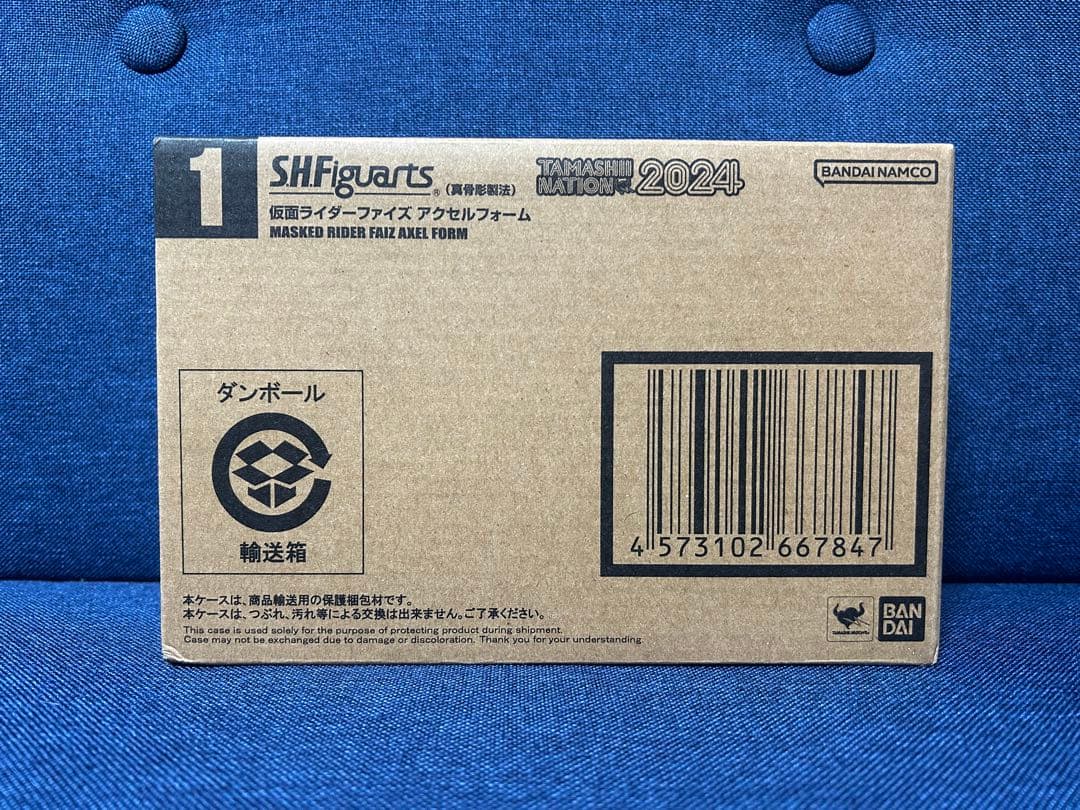 1
S.H.Figuarts® (真骨彫製法)
仮面ライダーファイズ アクセルフォーム
MASKED RIDER FAIZ AXEL FORM
TAMASHII
NATION 2024
BANDAI NAMCO
ダンボール
輸送箱
4 573102 667847
本ケースは、商品輸送用の保護梱包材です。
本ケースは、つぶれ、汚れ等による交換は出来ません。ご了承ください。
This case is used solely for the purpose of protecting product during shipment.
Case may not be exchanged due to damage or discoloration. Thank you for your understanding.
BAN
DAI